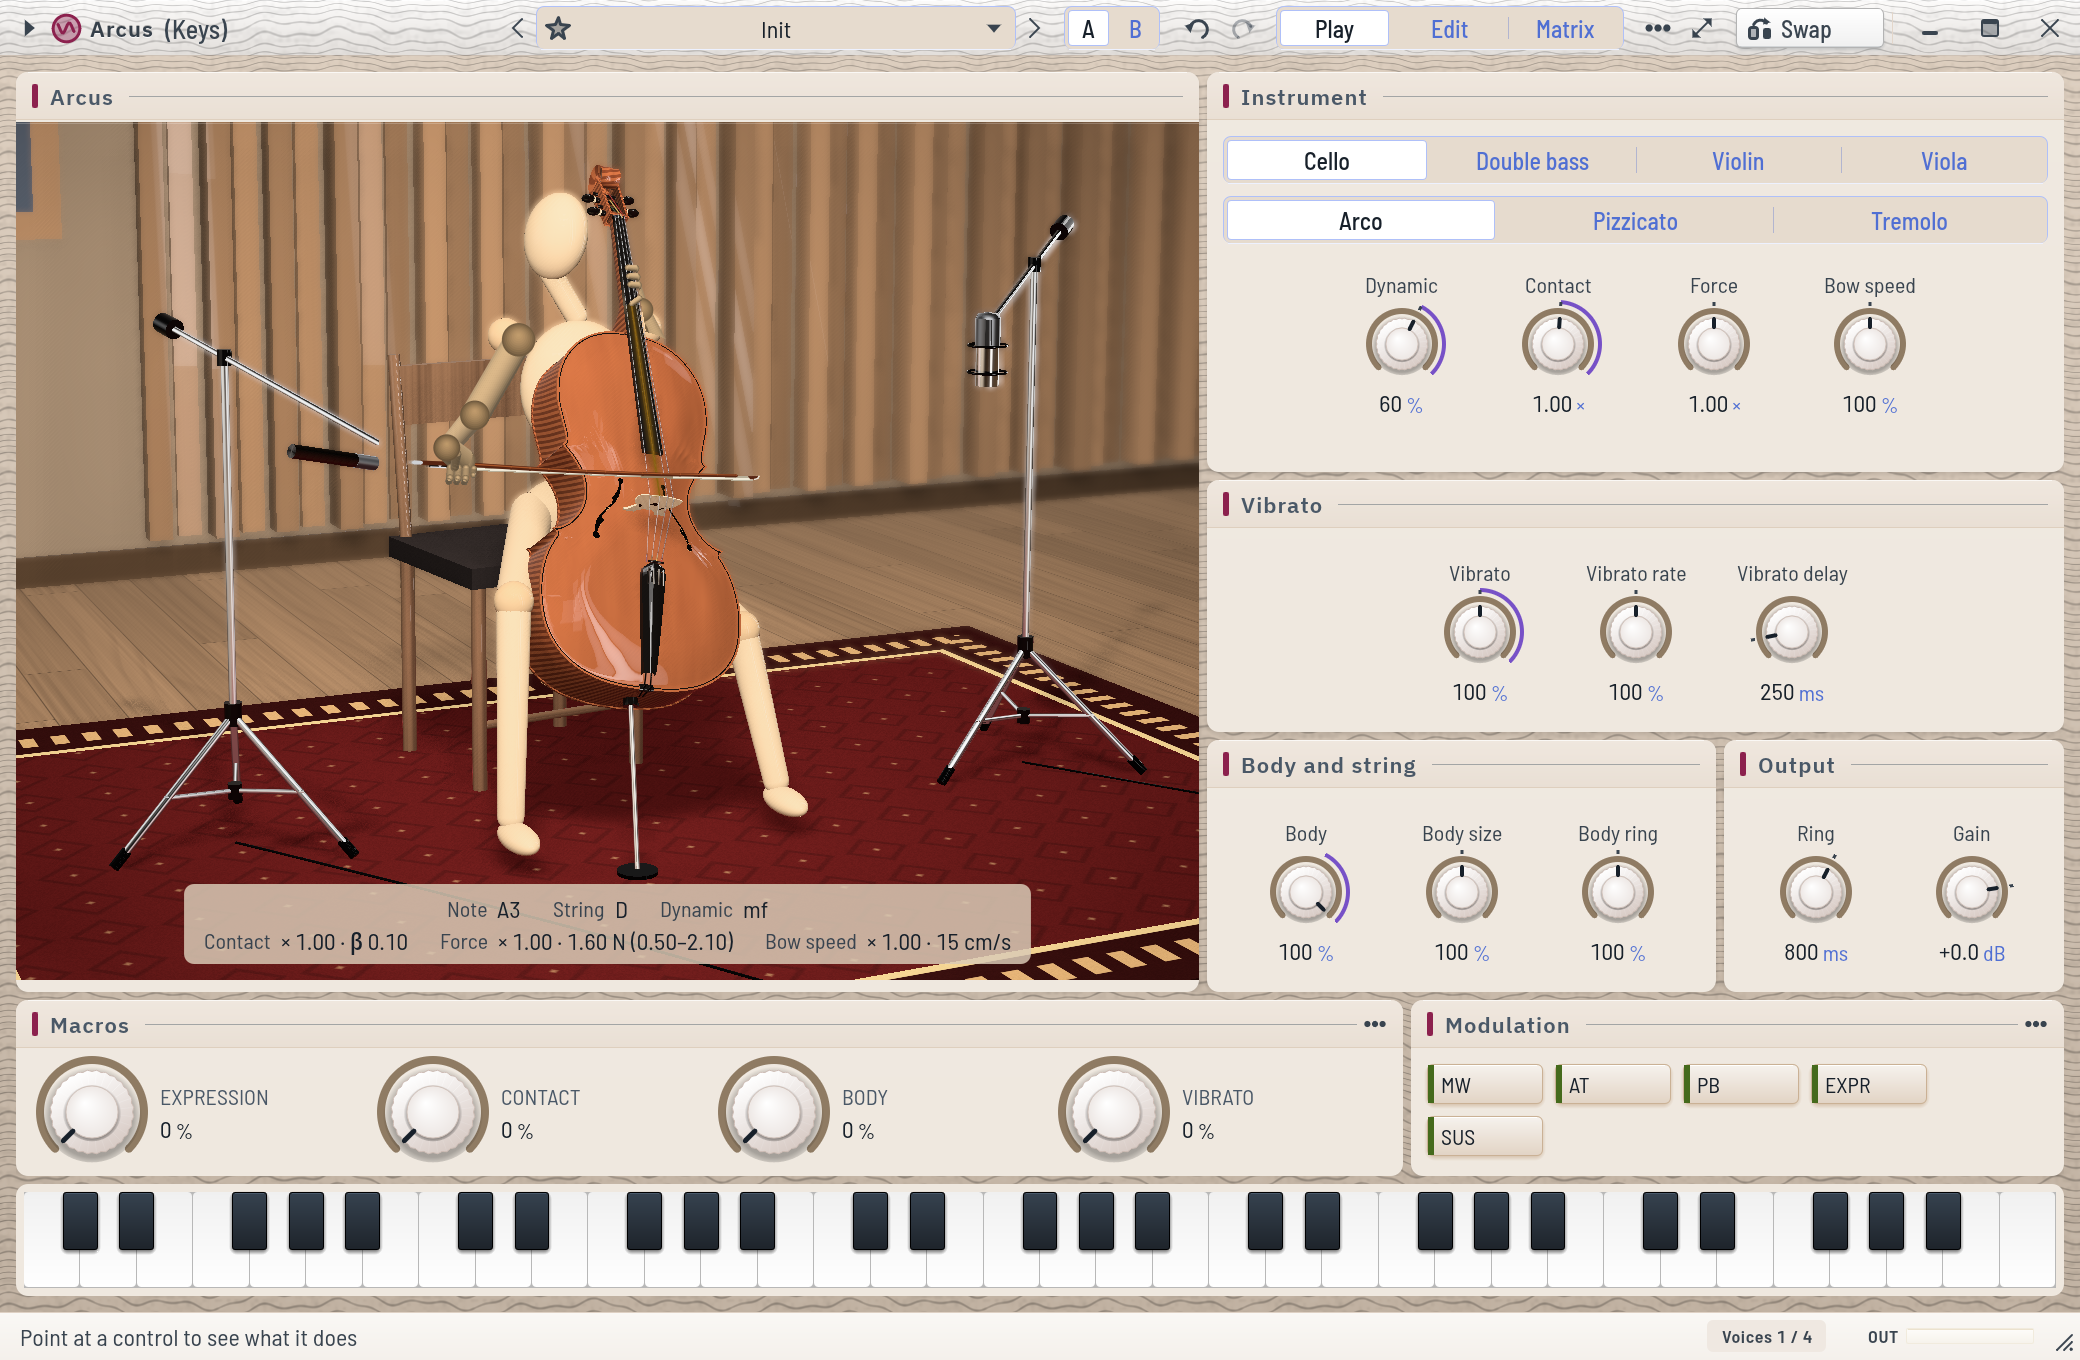 Arcus (Keys)
Init
A B
Play Edit Matrix
Swap
Arcus
Note A3 String D Dynamic mf
Contact × 1.00 · β 0.10 Force × 1.00 · 1.60 N (0.50–2.10) Bow speed × 1.00 · 15 cm/s
Instrument
Cello Double bass Violin Viola
Arco Pizzicato Tremolo
Dynamic Contact Force Bow speed
60 % 1.00 × 1.00 × 100 %
Vibrato
Vibrato Vibrato rate Vibrato delay
100 % 100 % 250 ms
Body and string
Body Body size Body ring
100 % 100 % 100 %
Output
Ring Gain
800 ms +0.0 dB
Macros
EXPRESSION
0 %
CONTACT
0 %
BODY
0 %
VIBRATO
0 %
Modulation
MW AT PB EXPR
SUS
Point at a control to see what it does
Voices 1 / 4
OUT